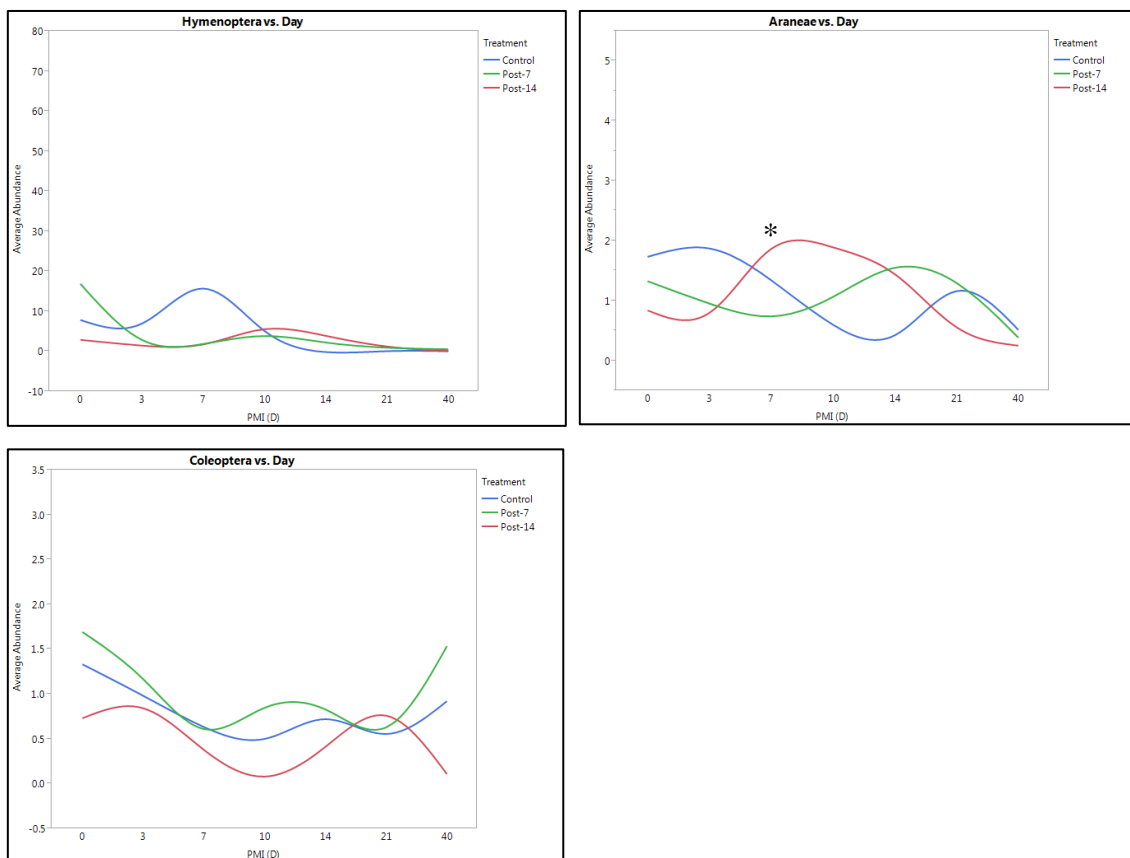 Hymenoptera vs. Day
80
70
60
50
40
30
20
10
0
-10
Average Abundance
0 3 7 10 14 21 40
PMI (D)
Treatment
Control
Post-7
Post-14
Araneae vs. Day
5
4
3
2
1
0
Average Abundance
*
0 3 7 10 14 21 40
PMI (D)
Treatment
Control
Post-7
Post-14
Coleoptera vs. Day
3.5
3.0
2.5
2.0
1.5
1.0
0.5
0.0
-0.5
Average Abundance
0 3 7 10 14 21 40
PMI (D)
Treatment
Control
Post-7
Post-14